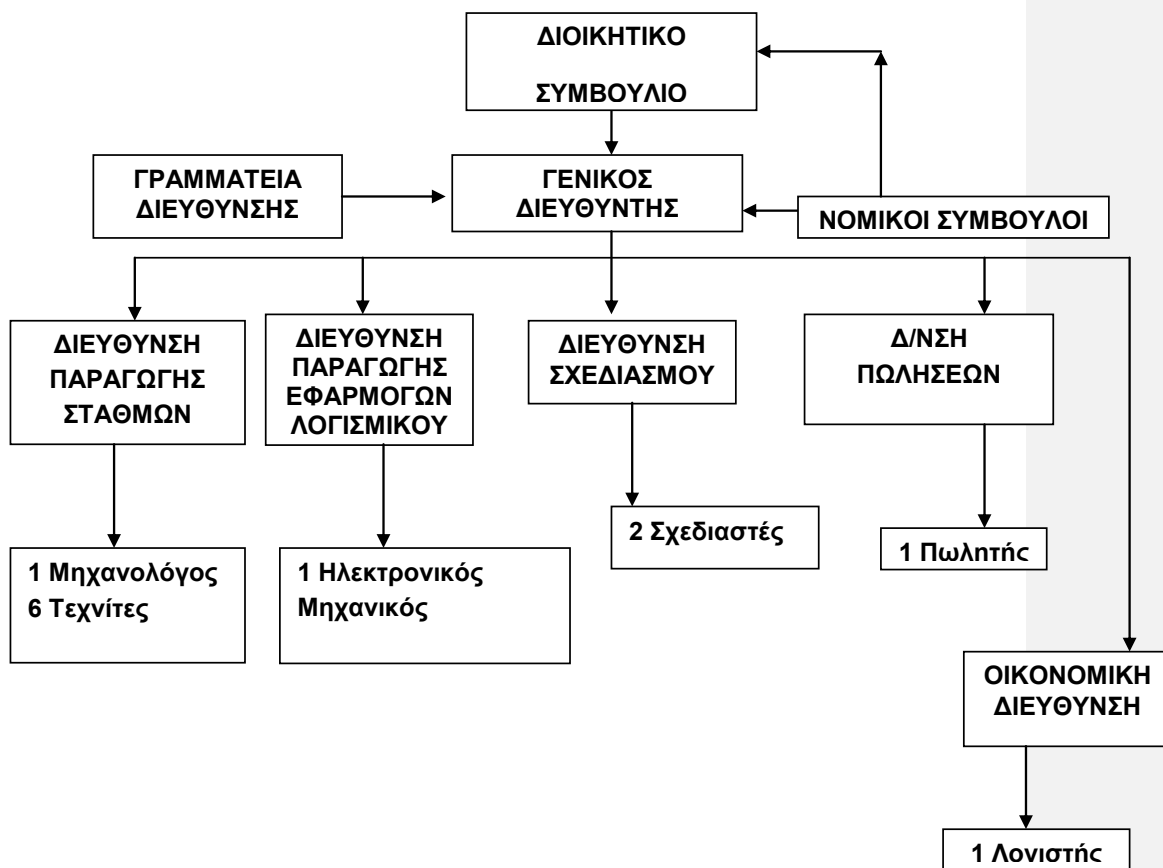 ΔΙΟΙΚΗΤΙΚΟ
ΣΥΜΒΟΥΛΙΟ
ΓΡΑΜΜΑΤΕΙΑ
ΔΙΕΥΘΥΝΣΗΣ
ΓΕΝΙΚΟΣ
ΔΙΕΥΘΥΝΤΗΣ
ΝΟΜΙΚΟΙ ΣΥΜΒΟΥΛΟΙ
ΔΙΕΥΘΥΝΣΗ
ΠΑΡΑΓΩΓΗΣ
ΣΤΑΘΜΩΝ
ΔΙΕΥΘΥΝΣΗ
ΠΑΡΑΓΩΓΗΣ
ΕΦΑΡΜΟΓΩΝ
ΛΟΓΙΣΜΙΚΟΥ
ΔΙΕΥΘΥΝΣΗ
ΣΧΕΔΙΑΣΜΟΥ
Δ/ΝΣΗ
ΠΩΛΗΣΕΩΝ
2 Σχεδιαστές
1 Πωλητής
1 Μηχανολόγος
6 Τεχνίτες
1 Ηλεκτρονικός
Μηχανικός
ΟΙΚΟΝΟΜΙΚΗ
ΔΙΕΥΘΥΝΣΗ
1 Λογιστής